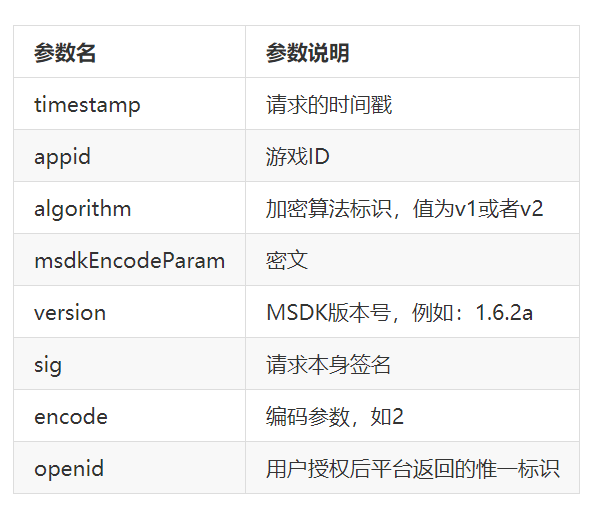 参数名 参数说明
timestamp 请求的时间戳
appid 游戏ID
algorithm 加密算法标识，值为v1或者v2
msdkEncodeParam 密文
version MSDK版本号，例如：1.6.2a
sig 请求本身签名
encode 编码参数，如2
openid 用户授权后平台返回的惟一标识